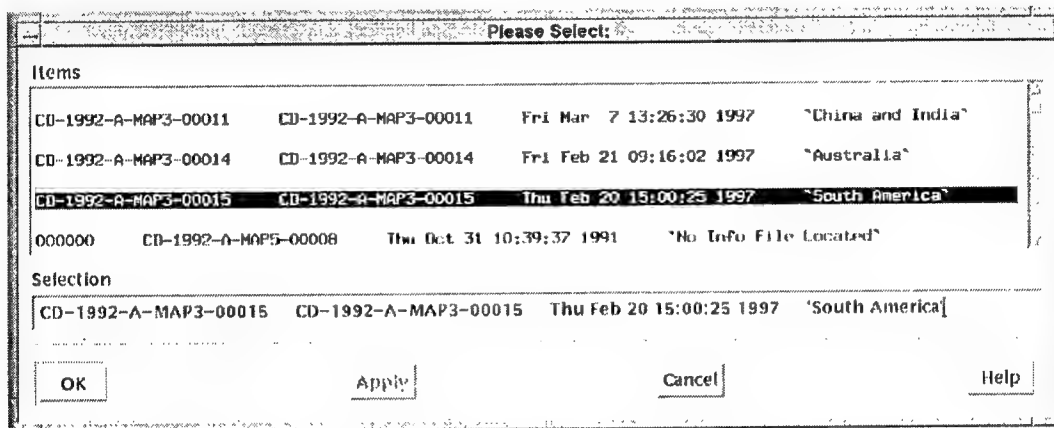 Please Select:
Items
CD-1992-A-MAP3-00011 CD-1992-A-MAP3-00011 Fri Mar 7 13:26:30 1997 `China and India`
CD-1992-A-MAP3-00014 CD-1992-A-MAP3-00014 Fri Feb 21 09:16:02 1997 `Australia`
CD-1992-A-MAP3-00015 CD-1992-A-MAP3-00015 Thu Feb 20 15:00:25 1997 `South America`
000000 CD-1992-A-MAP5-00008 Thu Oct 31 10:39:37 1991 `No Info File Located`
Selection
CD-1992-A-MAP3-00015 CD-1992-A-MAP3-00015 Thu Feb 20 15:00:25 1997 `South America`
OK Apply Cancel Help